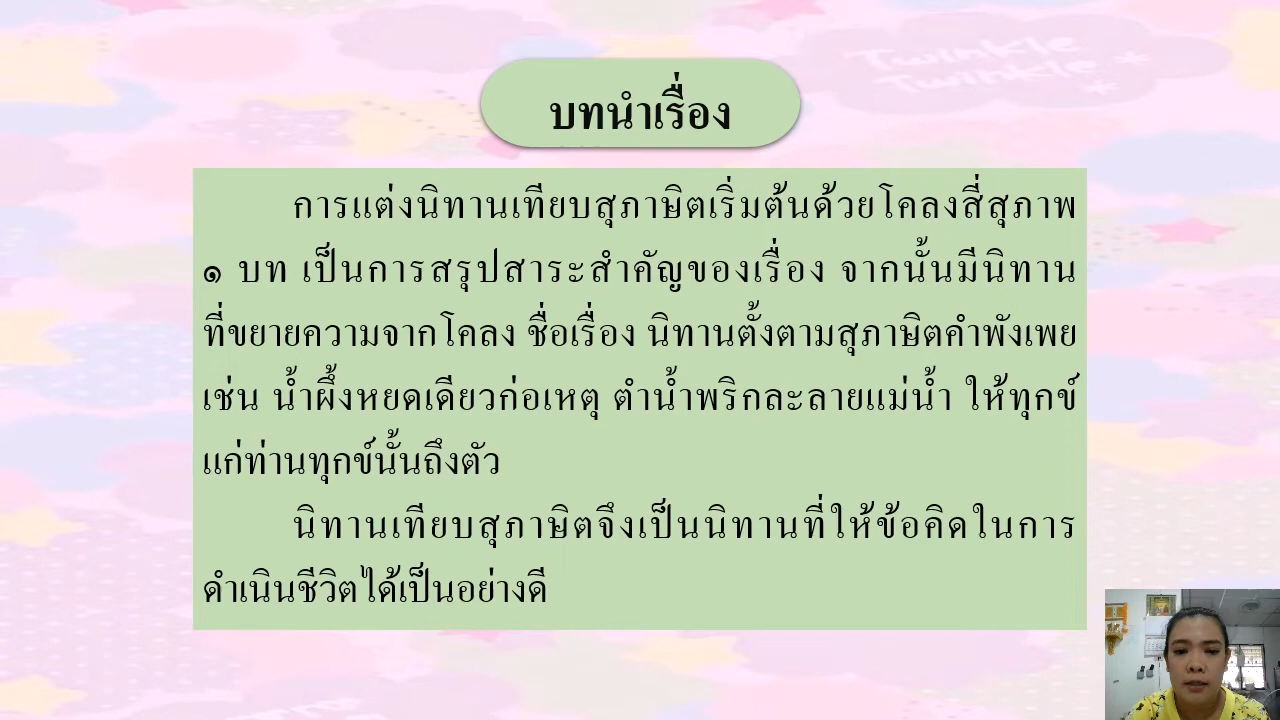 Twinkle
Twinkle
บทนำเรื่อง
การแต่งนิทานเทียบสุภาษิตเริ่มต้นด้วยโคลงสี่สุภาพ
๑ บท เป็นการสรุปสาระสำคัญของเรื่อง จากนั้นมีนิทาน
ที่ขยายความจากโคลง ชื่อเรื่อง นิทานตั้งตามสุภาษิตคำพังเพย
เช่น น้ำผึ้งหยดเดียวก่อเหตุ ตำน้ำพริกละลายแม่น้ำ ให้ทุกข์
แก่ท่านทุกข์นั้นถึงตัว
นิทานเทียบสุภาษิตจึงเป็นนิทานที่ให้ข้อคิดในการ
ดำเนินชีวิตได้เป็นอย่างดี